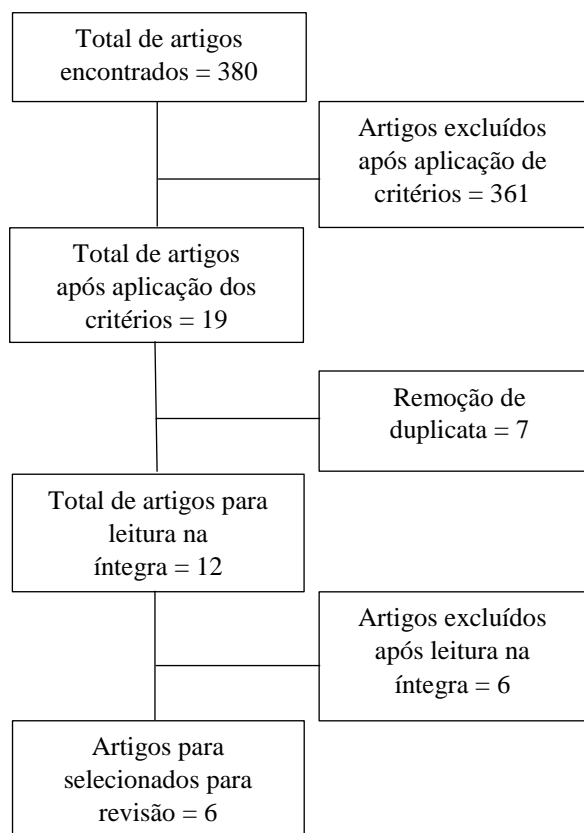 Total de artigos
encontrados = 380
Artigos excluídos
após aplicação de
critérios = 361
Total de artigos
após aplicação dos
critérios = 19
Remoção de
duplicata = 7
Total de artigos para
leitura na
íntegra = 12
Artigos excluídos
após leitura na
íntegra = 6
Artigos para
selecionados para
revisão = 6